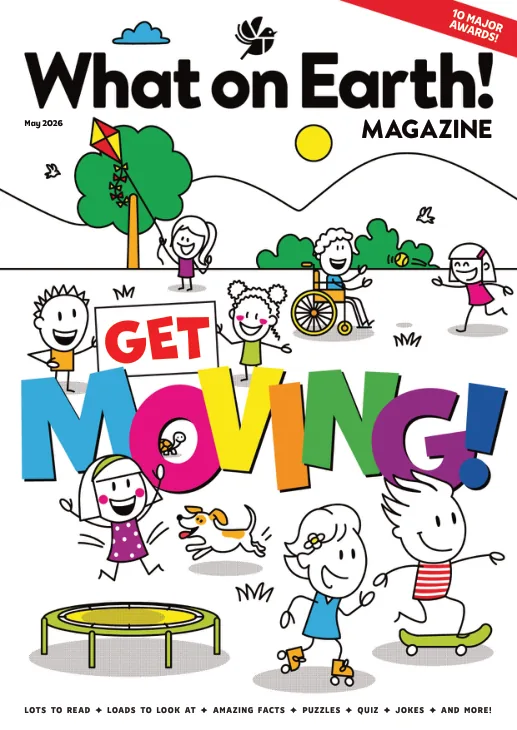 10 MAJOR
AWARDS!
What on Earth!
May 2026
MAGAZINE
GET
MOVING!
LOTS TO READ ✦ LOADS TO LOOK AT ✦ AMAZING FACTS ✦ PUZZLES ✦ QUIZ ✦ JOKES ✦ AND MORE!